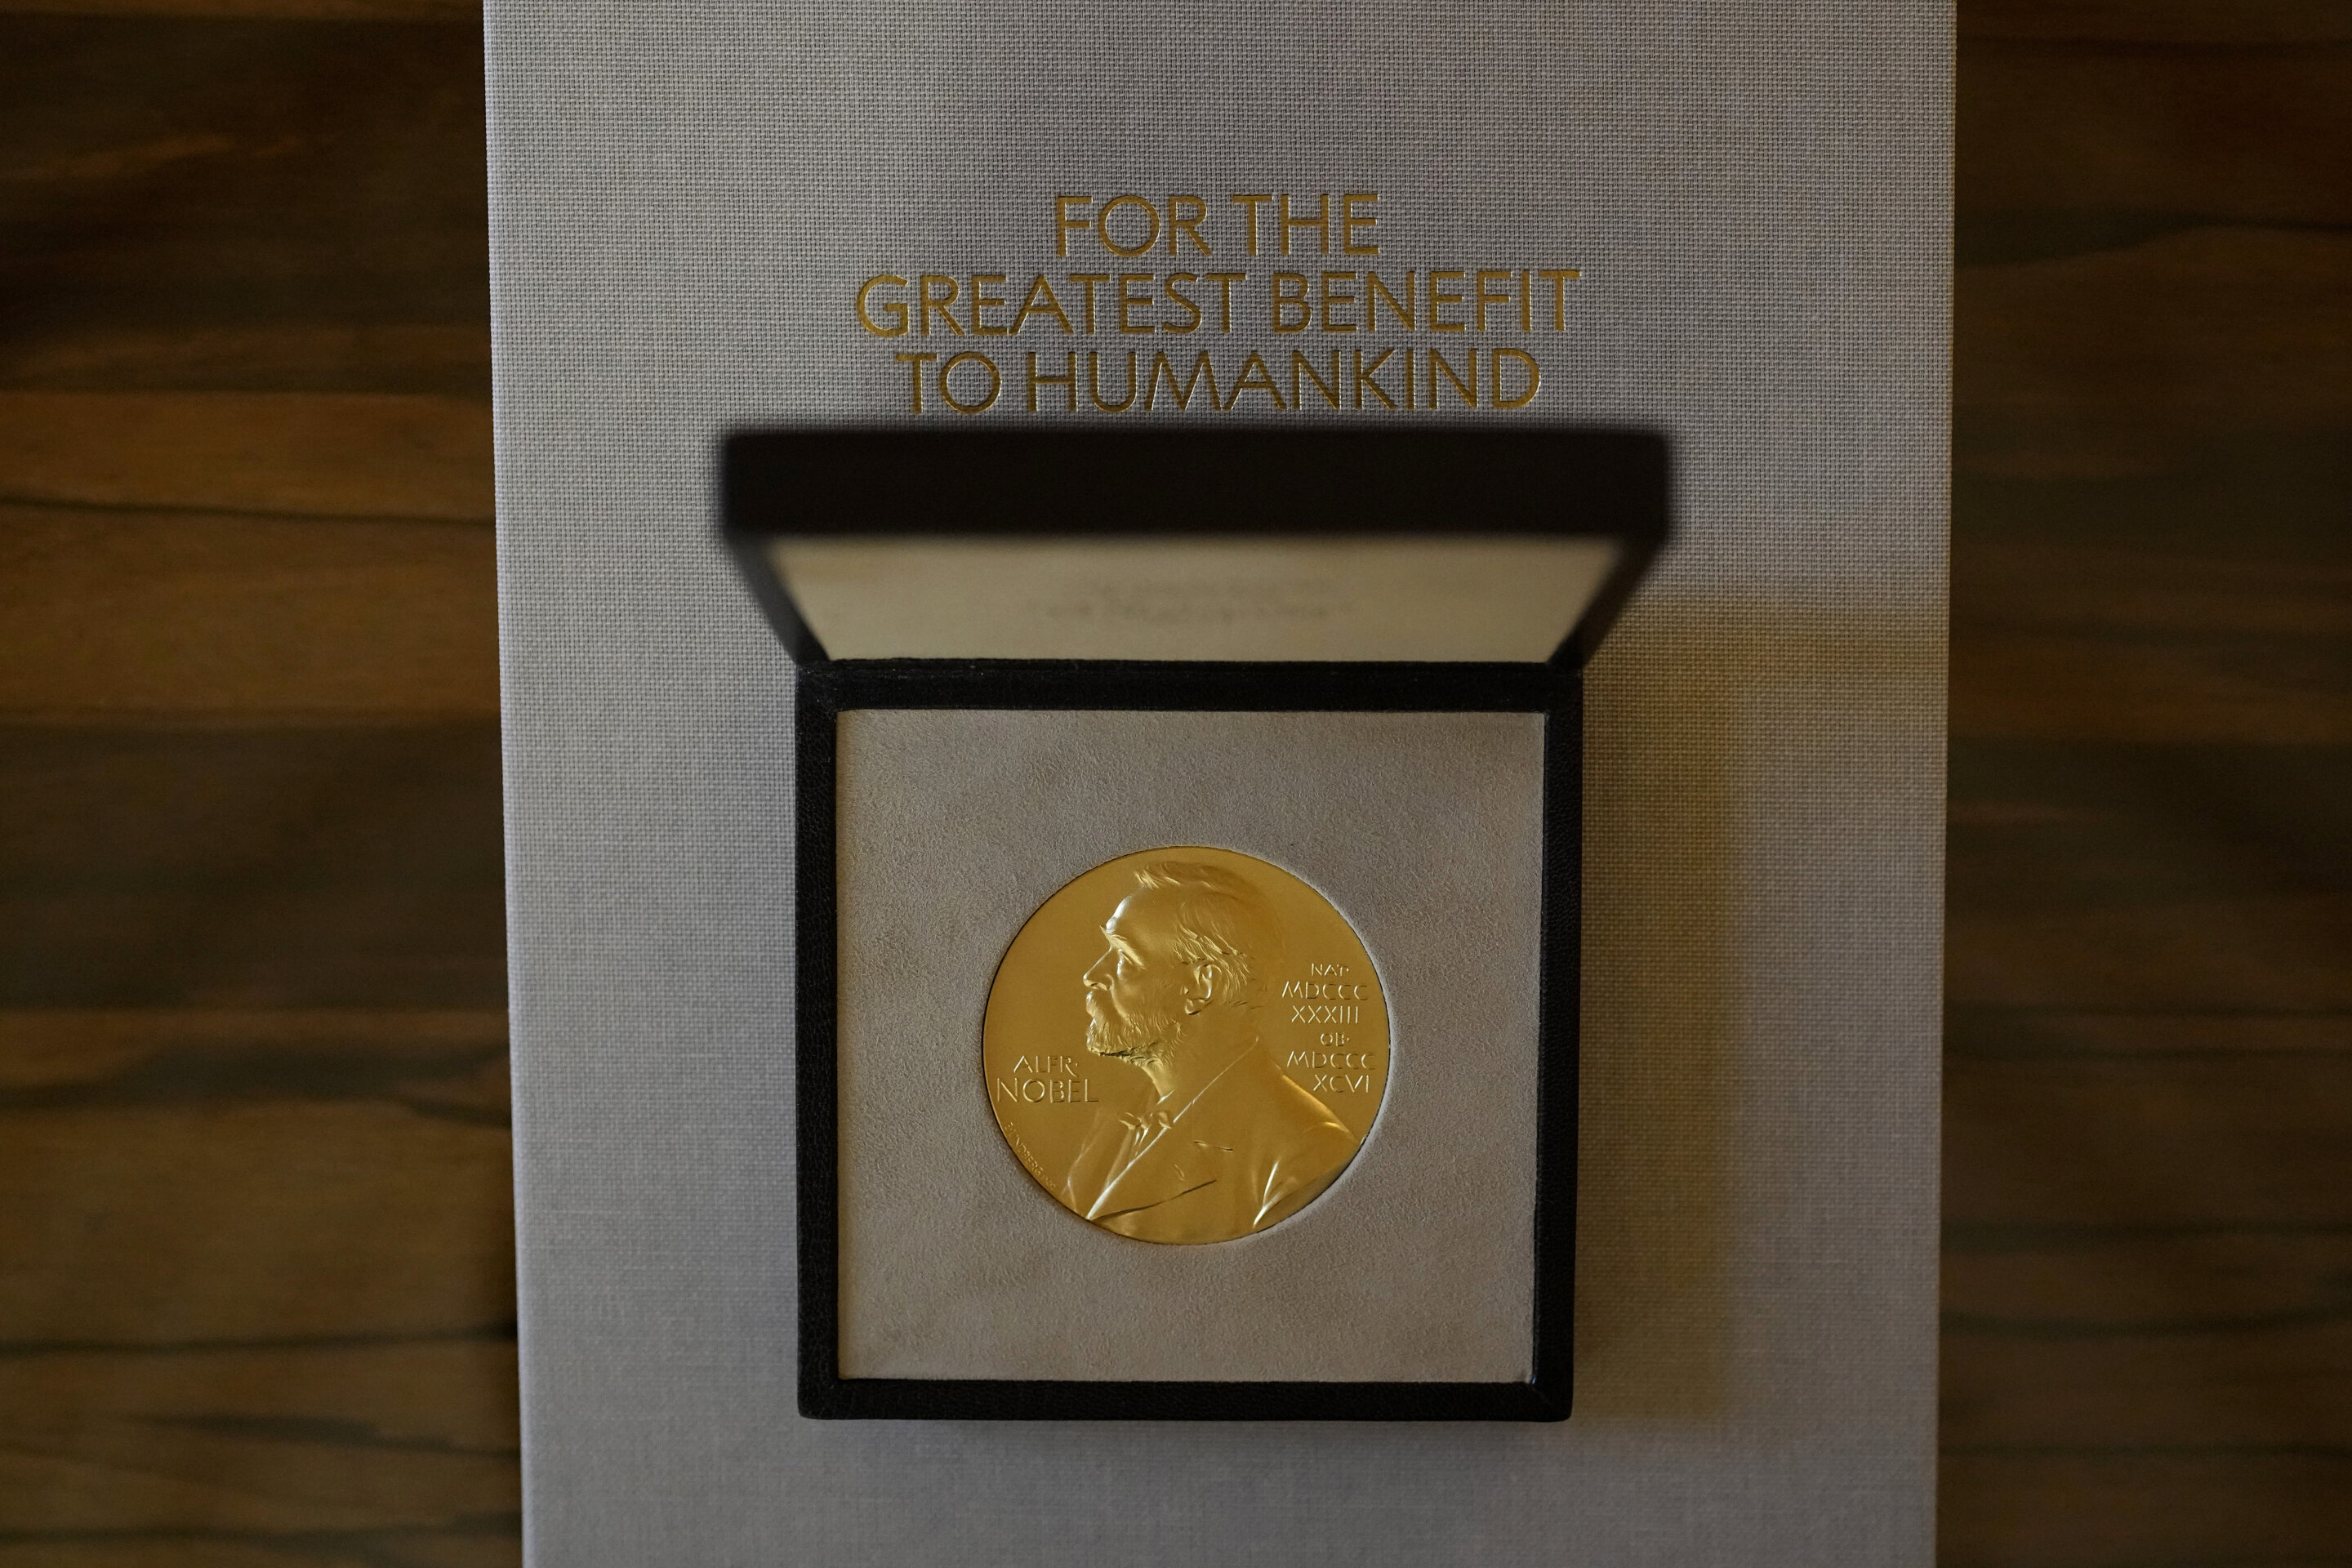 FOR THE
GREATEST BENEFIT
TO HUMANKIND
ALFR·
NOBEL
NAT·
MDCCC
XXXIII
OB·
MDCCC
XCVI